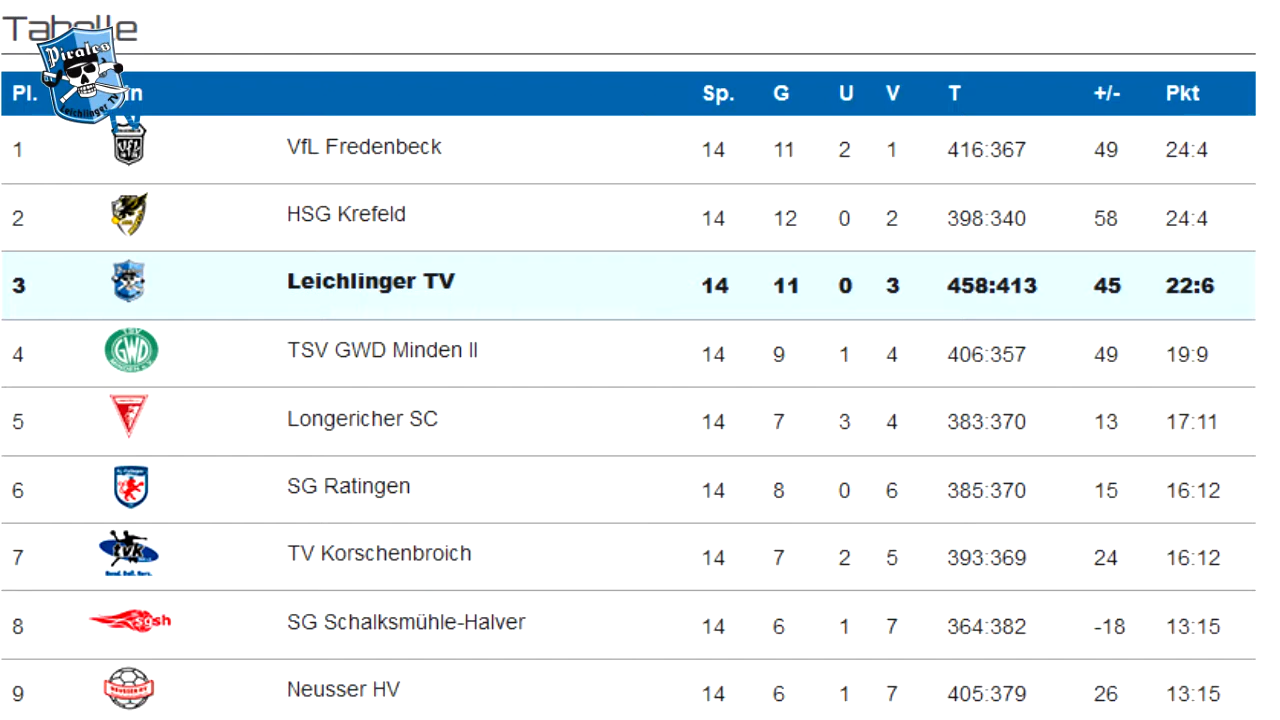 Tabelle
Pirates
Leichlinger TV
Pl. in Sp. G U V T +/- Pkt
1 VfL Fredenbeck 14 11 2 1 416:367 49 24:4
2 HSG Krefeld 14 12 0 2 398:340 58 24:4
3 Leichlinger TV 14 11 0 3 458:413 45 22:6
4 TSV GWD Minden II 14 9 1 4 406:357 49 19:9
5 Longericher SC 14 7 3 4 383:370 13 17:11
6 SG Ratingen 14 8 0 6 385:370 15 16:12
7 tvk TV Korschenbroich 14 7 2 5 393:369 24 16:12
8 sgsh SG Schalksmühle-Halver 14 6 1 7 364:382 -18 13:15
9 Neusser HV 14 6 1 7 405:379 26 13:15